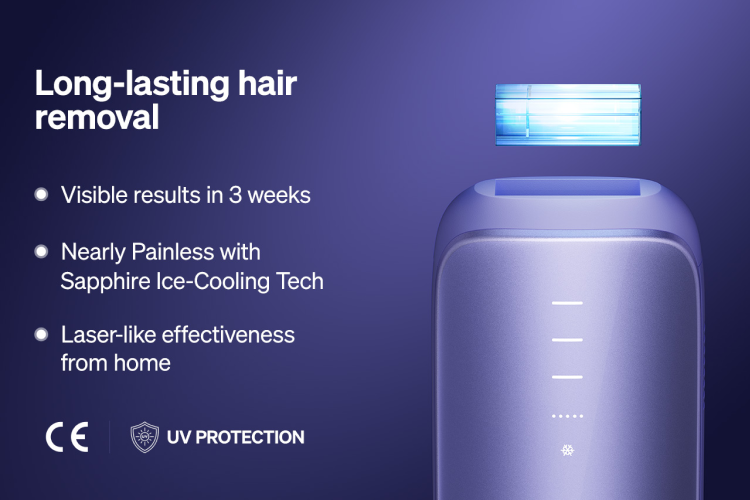 Long-lasting hair
removal
Visible results in 3 weeks
Nearly Painless with
Sapphire Ice-Cooling Tech
Laser-like effectiveness
from home
CE UV PROTECTION